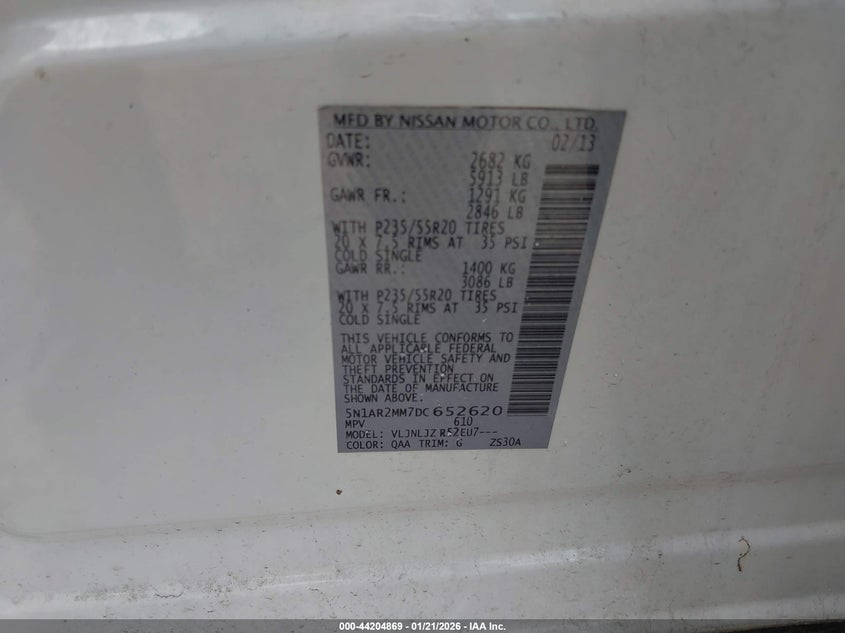 MFD BY NISSAN MOTOR CO., LTD.
DATE: 02/13
GVWR: 2682 KG
5913 LB
GAWR FR.: 1291 KG
2846 LB
WITH P235/55R20 TIRES
20 X 7.5 RIMS AT 35 PSI
COLD SINGLE
GAWR RR.: 1400 KG
3086 LB
WITH P235/55R20 TIRES
20 X 7.5 RIMS AT 35 PSI
COLD SINGLE
THIS VEHICLE CONFORMS TO
ALL APPLICABLE FEDERAL
MOTOR VEHICLE SAFETY AND
THEFT PREVENTION
STANDARDS IN EFFECT ON
THE DATE OF MANUFACTURE
SHOWN ABOVE.
5N1AR2MM7DC652620
MPV 610
MODEL: VLJNLJZ R52EU7---
COLOR: QAA TRIM: G ZS30A
000-44204869 - 01/21/2026 - IAA Inc.